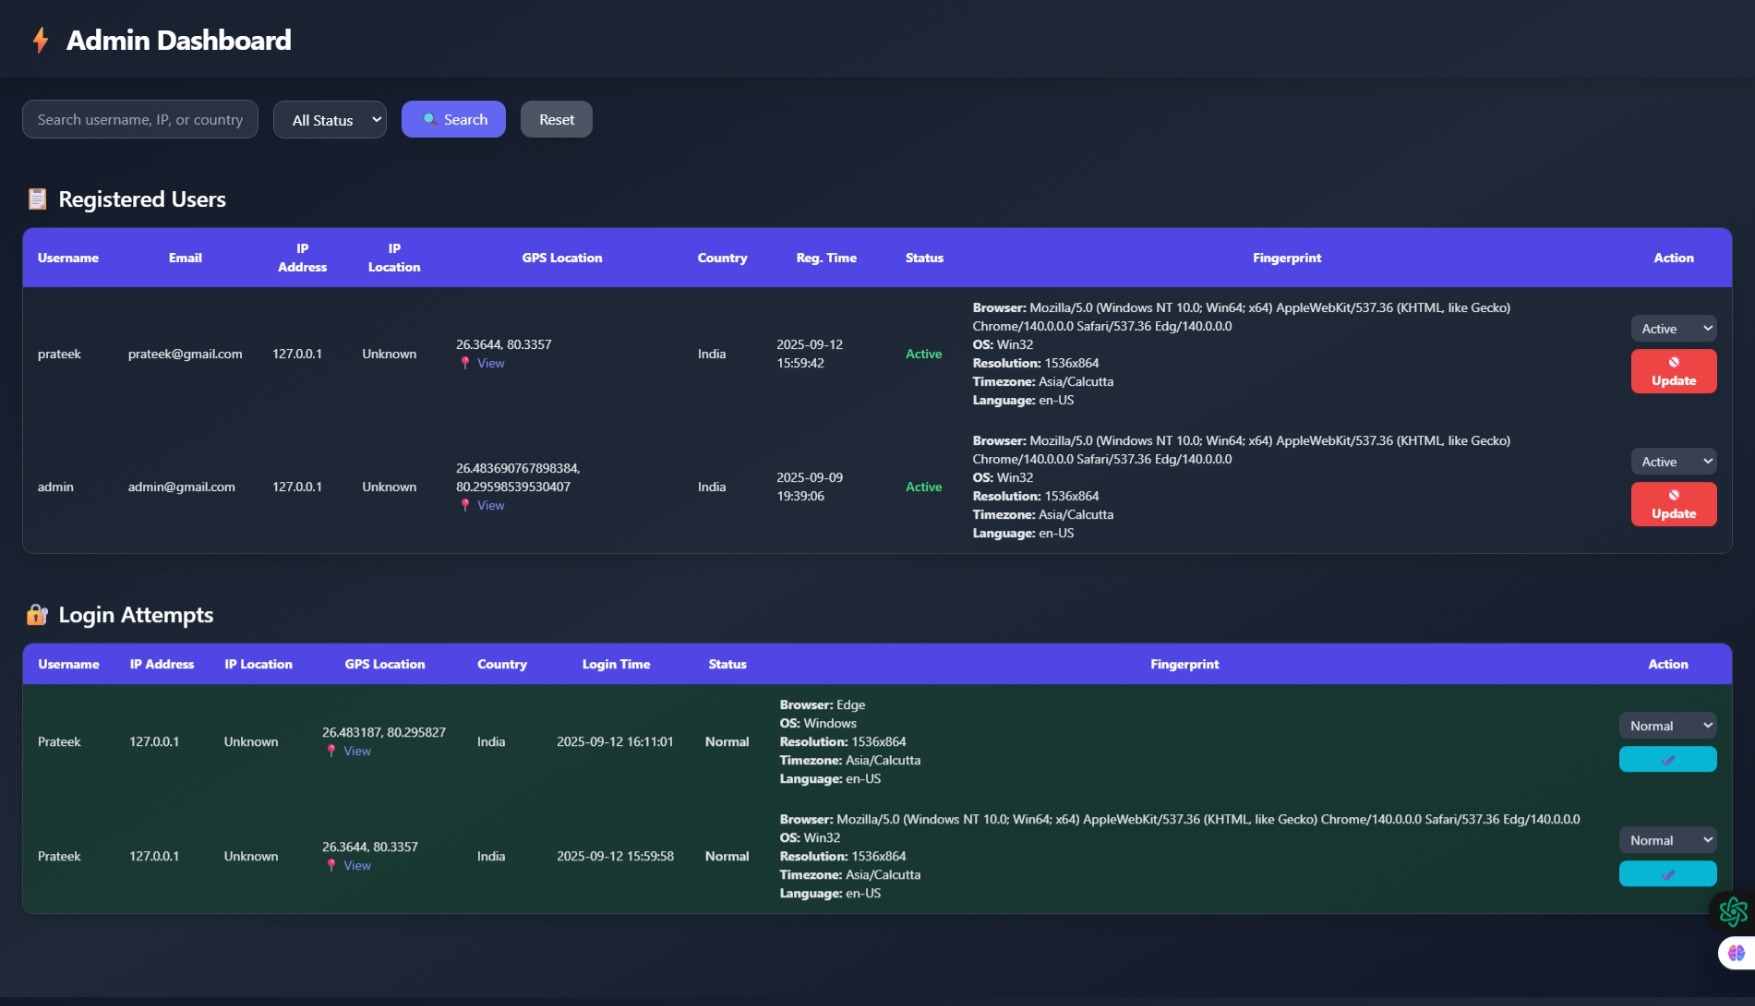 Admin Dashboard
Search username, IP, or country
All Status
Search
Reset
Registered Users
Username Email IP Address IP Location GPS Location Country Reg. Time Status Fingerprint Action
prateek prateek@gmail.com 127.0.0.1 Unknown
26.3644, 80.3357
View
India
2025-09-12
15:59:42
Active
Browser: Mozilla/5.0 (Windows NT 10.0; Win64; x64) AppleWebKit/537.36 (KHTML, like Gecko)
Chrome/140.0.0.0 Safari/537.36 Edg/140.0.0.0
OS: Win32
Resolution: 1536x864
Timezone: Asia/Calcutta
Language: en-US
Active
Update
admin admin@gmail.com 127.0.0.1 Unknown
26.483690767898384,
80.29598539530407
View
India
2025-09-09
19:39:06
Active
Browser: Mozilla/5.0 (Windows NT 10.0; Win64; x64) AppleWebKit/537.36 (KHTML, like Gecko)
Chrome/140.0.0.0 Safari/537.36 Edg/140.0.0.0
OS: Win32
Resolution: 1536x864
Timezone: Asia/Calcutta
Language: en-US
Active
Update
Login Attempts
Username IP Address IP Location GPS Location Country Login Time Status Fingerprint Action
Prateek 127.0.0.1 Unknown
26.483187, 80.295827
View
India 2025-09-12 16:11:01 Normal
Browser: Edge
OS: Windows
Resolution: 1536x864
Timezone: Asia/Calcutta
Language: en-US
Normal
Prateek 127.0.0.1 Unknown
26.3644, 80.3357
View
India 2025-09-12 15:59:58 Normal
Browser: Mozilla/5.0 (Windows NT 10.0; Win64; x64) AppleWebKit/537.36 (KHTML, like Gecko) Chrome/140.0.0.0 Safari/537.36 Edg/140.0.0.0
OS: Win32
Resolution: 1536x864
Timezone: Asia/Calcutta
Language: en-US
Normal